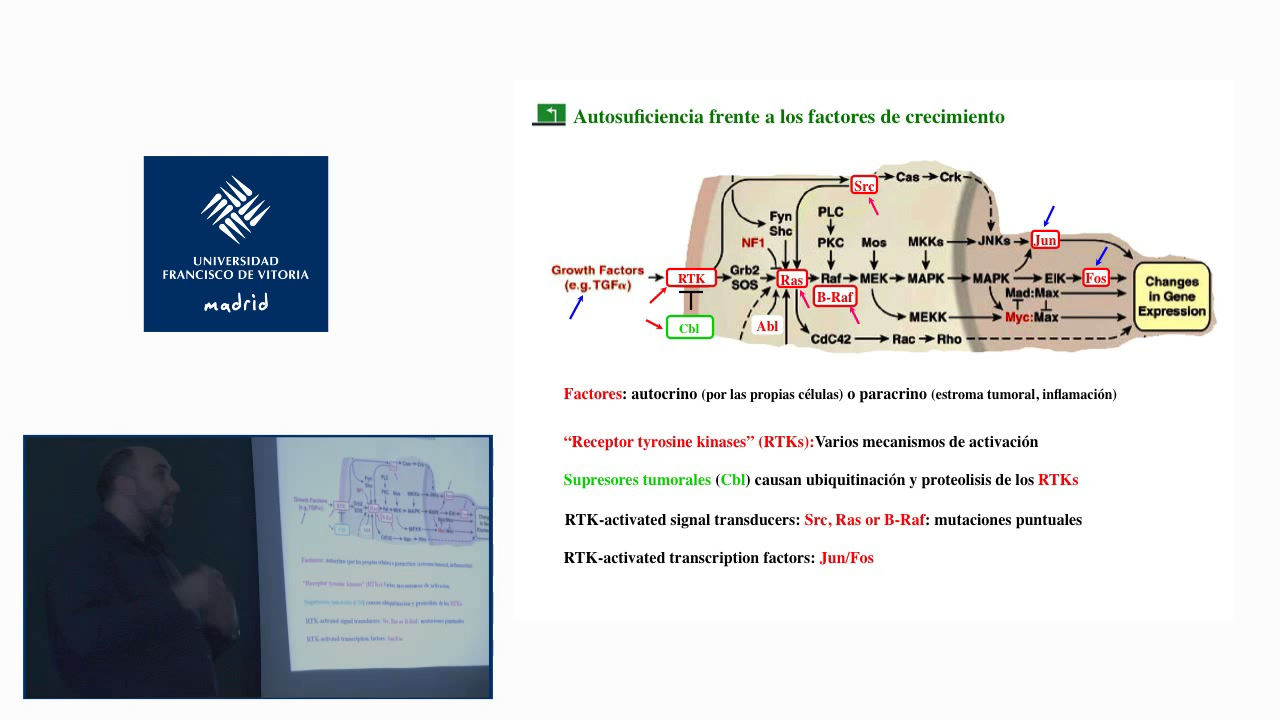 UNIVERSIDAD
FRANCISCO DE VITORIA
madrid
Autosuficiencia frente a los factores de crecimiento
Src
Cas
Crk
Fyn
Shc
PLC
NF1
PKC
Mos
MKKs
JNKs
Jun
Growth Factors
(e.g. TGFα)
RTK
Grb2
SOS
Ras
Raf
MEK
MAPK
MAPK
ElK
Fos
Changes
in Gene
Expression
B-Raf
Mad:Max
Cbl
Abl
MEKK
Myc:Max
CdC42
Rac
Rho
Factores: autocrino (por las propias células) o paracrino (estroma tumoral, inflamación)
“Receptor tyrosine kinases” (RTKs):Varios mecanismos de activación
Supresores tumorales (Cbl) causan ubiquitinación y proteolisis de los RTKs
RTK-activated signal transducers: Src, Ras or B-Raf: mutaciones puntuales
RTK-activated transcription factors: Jun/Fos